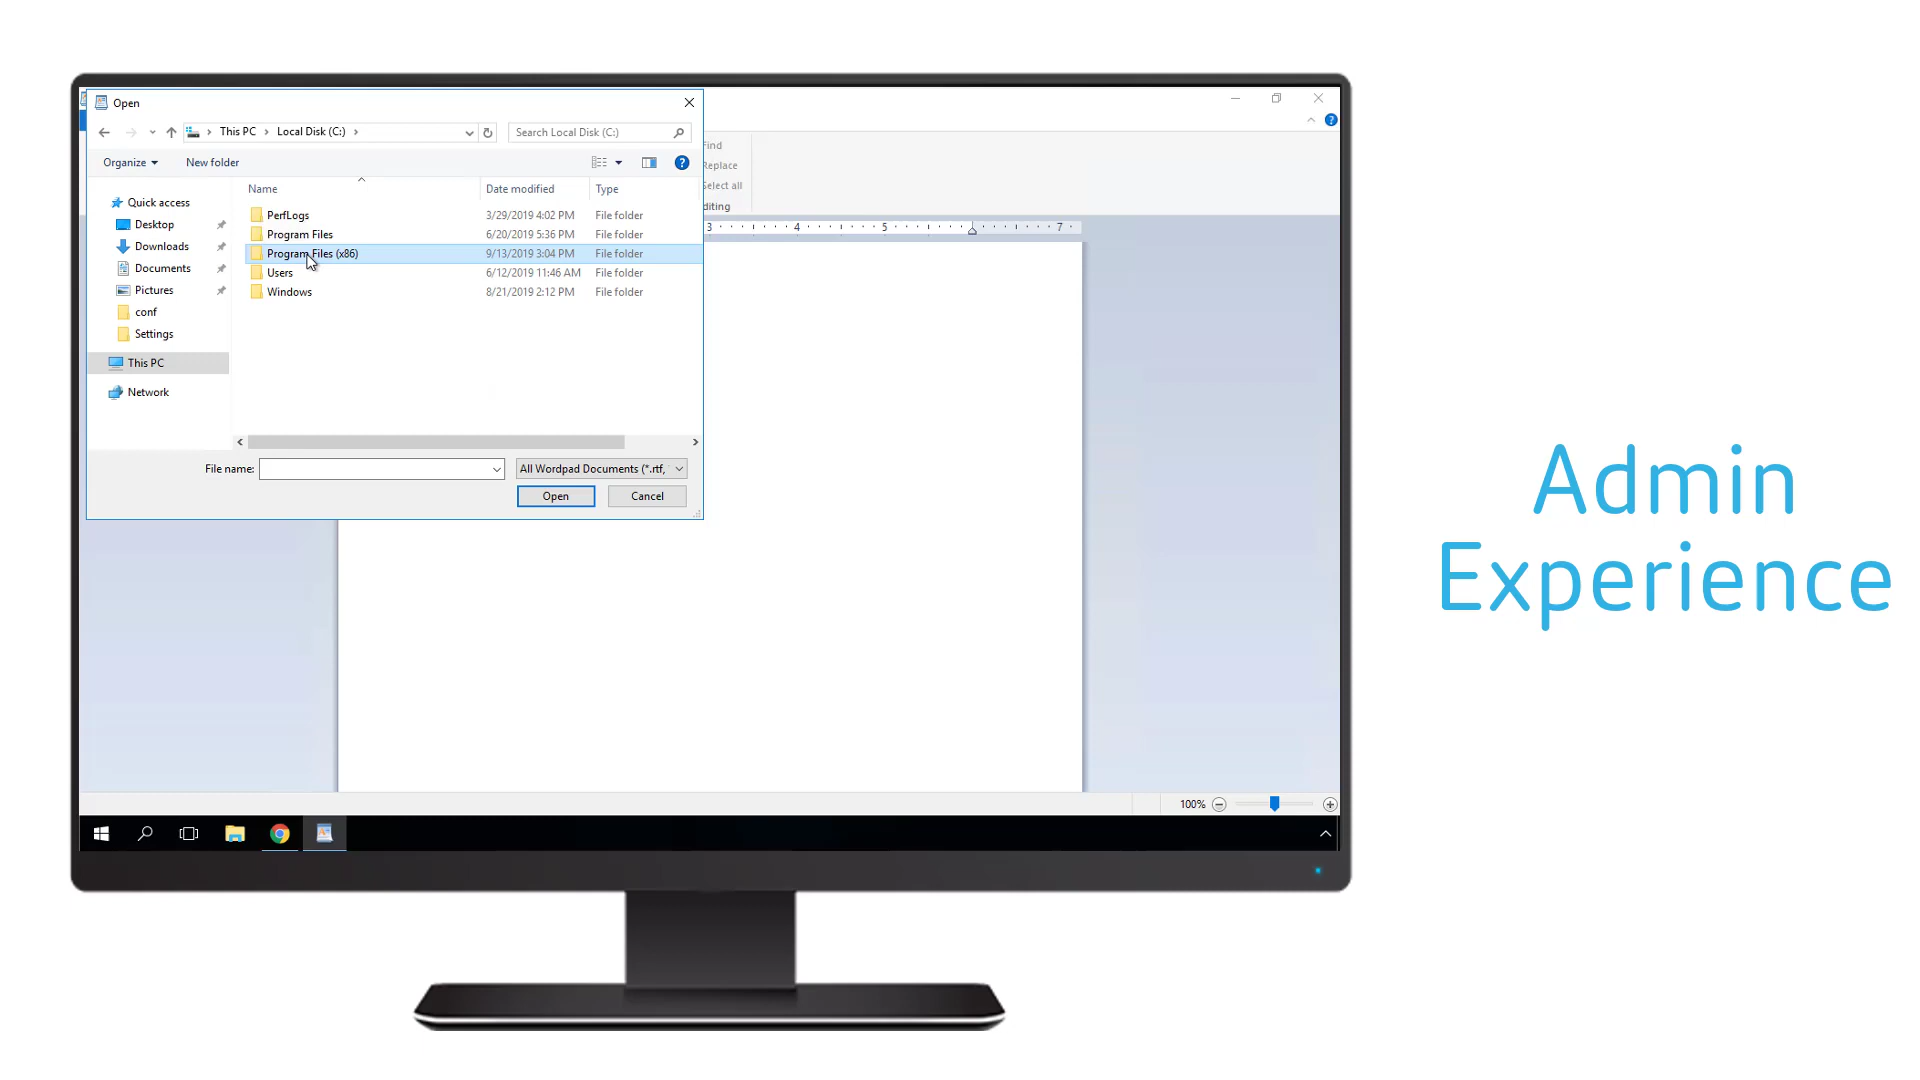 Open
This PC > Local Disk (C:) >
Search Local Disk (C:)
Organize
New folder
Name Date modified Type
Quick access
Desktop
Downloads
Documents
Pictures
conf
Settings
This PC
Network
PerfLogs 3/29/2019 4:02 PM File folder
Program Files 6/20/2019 5:36 PM File folder
Program Files (x86) 9/13/2019 3:04 PM File folder
Users 6/12/2019 11:46 AM File folder
Windows 8/21/2019 2:12 PM File folder
File name:
All Wordpad Documents (*.rtf,
Open Cancel
Find
Replace
Select all
diting
3 4 5 7
100%
Admin
Experience